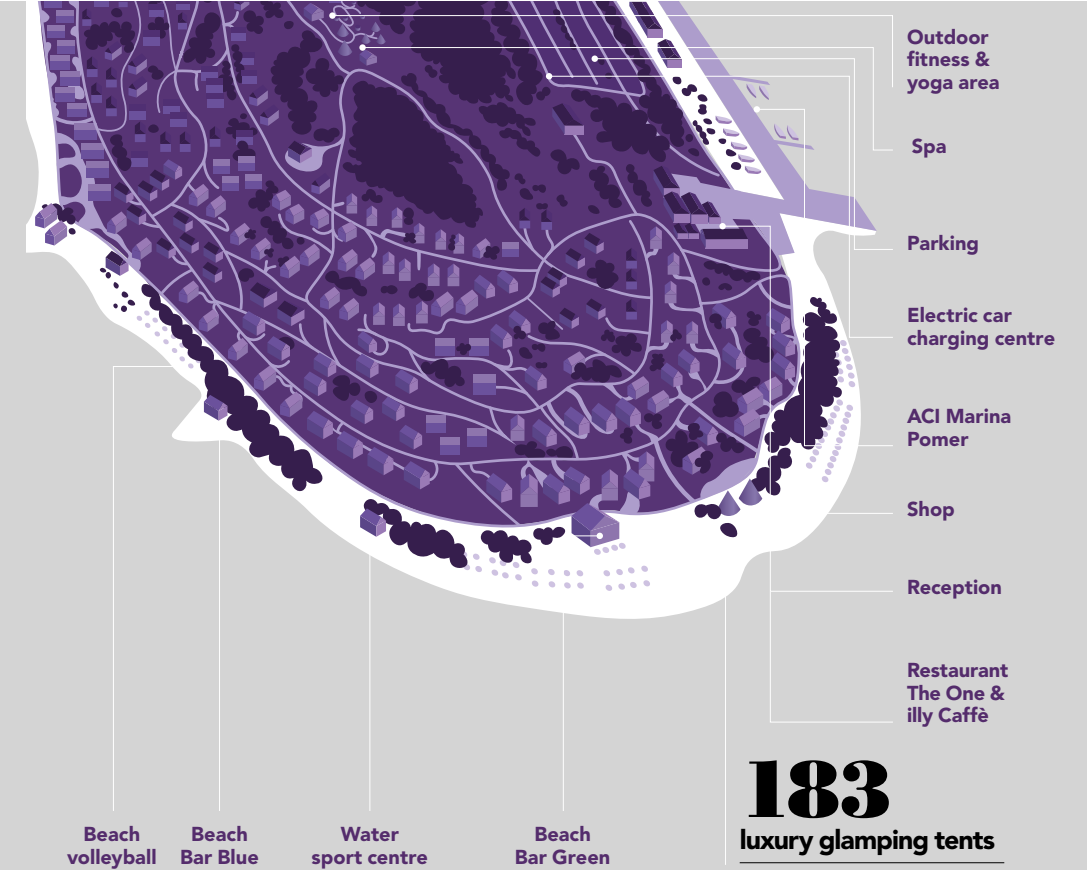 Outdoor
fitness &
yoga area
Spa
Parking
Electric car
charging centre
ACI Marina
Pomer
Shop
Reception
Restaurant
The One &
illy Caffè
183
luxury glamping tents
Beach
volleyball
Beach
Bar Blue
Water
sport centre
Beach
Bar Green